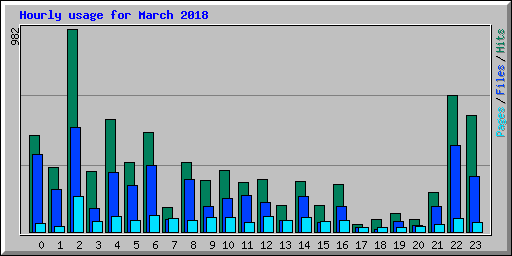 Hourly usage for March 2018
982
Pages / Files / Hits
0 1 2 3 4 5 6 7 8 9 10 11 12 13 14 15 16 17 18 19 20 21 22 23